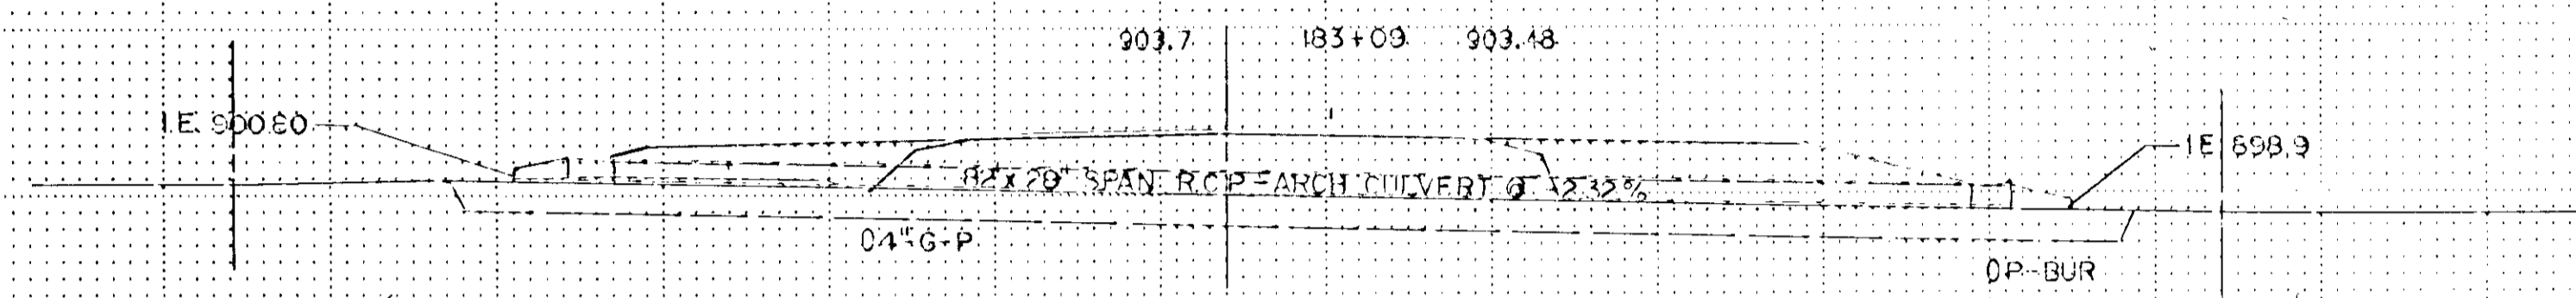 903.7 183+09 903.48
I.E. 900.80
I E 898.9
82' x 28" SPAN R C P - ARCH CULVERT @ 2.32%
04"-G-P
OP-BUR